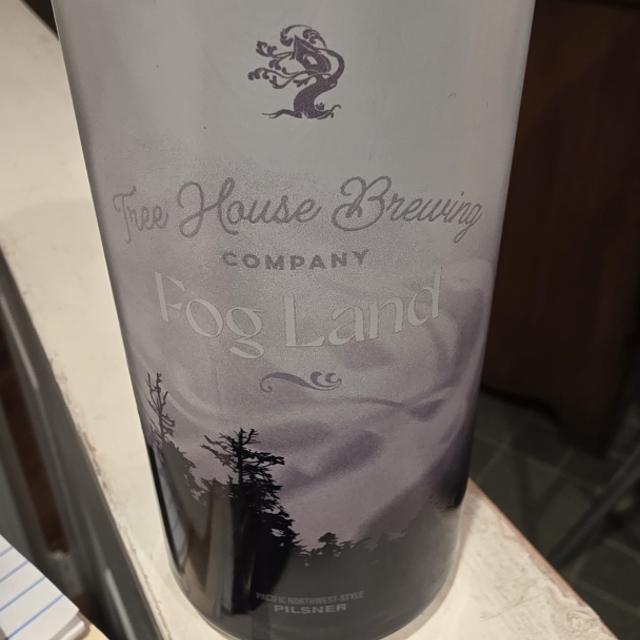 Tree House Brewing
COMPANY
Fog Land
PACIFIC NORTHWEST-STYLE
PILSNER